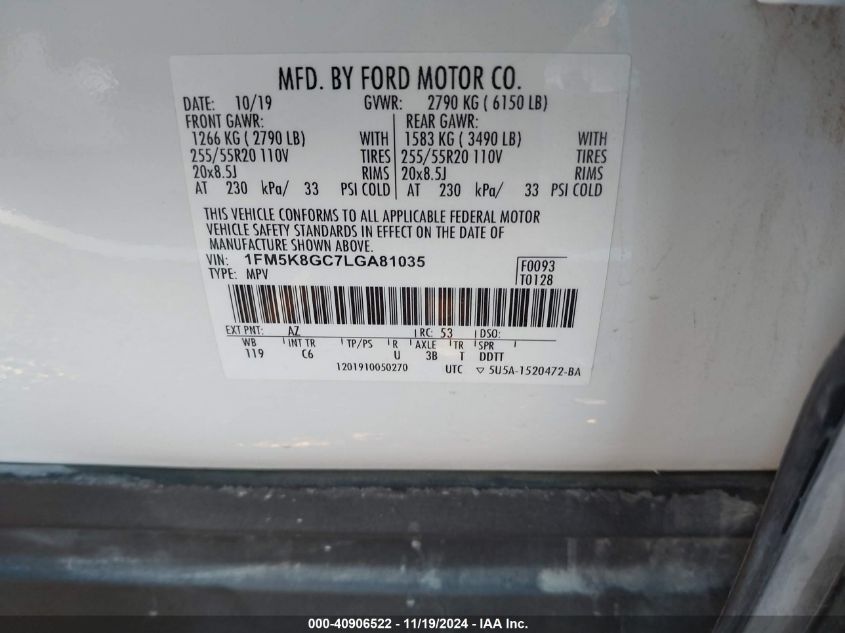 MFD. BY FORD MOTOR CO.
DATE: 10/19 GVWR: 2790 KG ( 6150 LB)
FRONT GAWR: REAR GAWR:
1266 KG ( 2790 LB) WITH 1583 KG ( 3490 LB) WITH
255/55R20 110V TIRES 255/55R20 110V TIRES
20x8.5J RIMS 20x8.5J RIMS
AT 230 kPa/ 33 PSI COLD AT 230 kPa/ 33 PSI COLD
THIS VEHICLE CONFORMS TO ALL APPLICABLE FEDERAL MOTOR
VEHICLE SAFETY STANDARDS IN EFFECT ON THE DATE OF
MANUFACTURE SHOWN ABOVE.
VIN: 1FM5K8GC7LGA81035 F0093
TYPE: MPV T0128
EXT PNT: AZ RC: 53 DSO:
WB INT TR TP/PS R AXLE TR SPR
119 C6 U 3B T DDTT
1201910050270 UTC ▽ 5U5A-1520472-BA
000-40906522 - 11/19/2024 - IAA Inc.